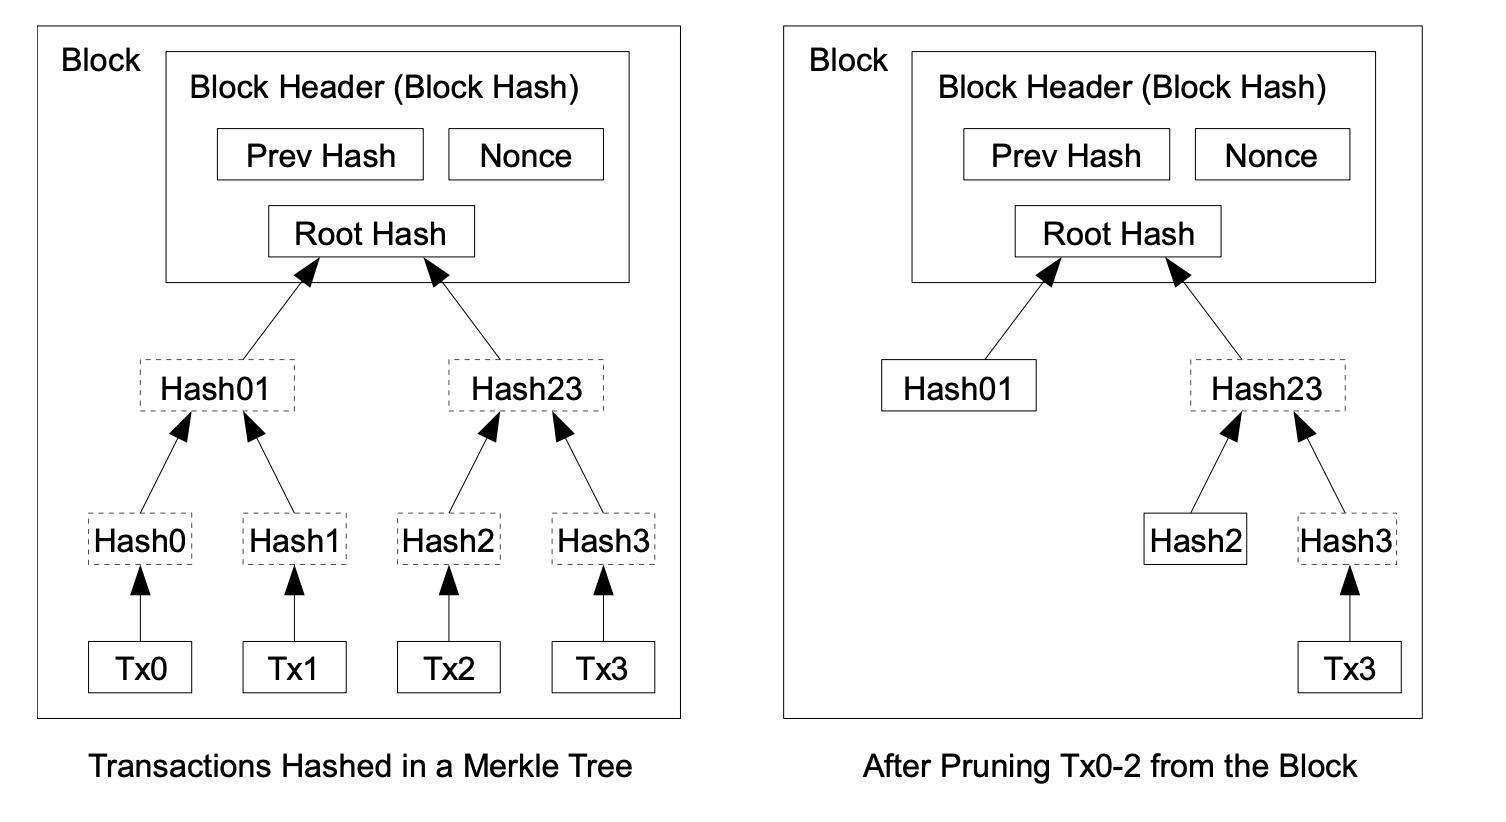 Block
Block Header (Block Hash)
Prev Hash
Nonce
Root Hash
Hash01
Hash23
Hash0
Hash1
Hash2
Hash3
Tx0
Tx1
Tx2
Tx3
Transactions Hashed in a Merkle Tree
Block
Block Header (Block Hash)
Prev Hash
Nonce
Root Hash
Hash01
Hash23
Hash2
Hash3
Tx3
After Pruning Tx0-2 from the Block